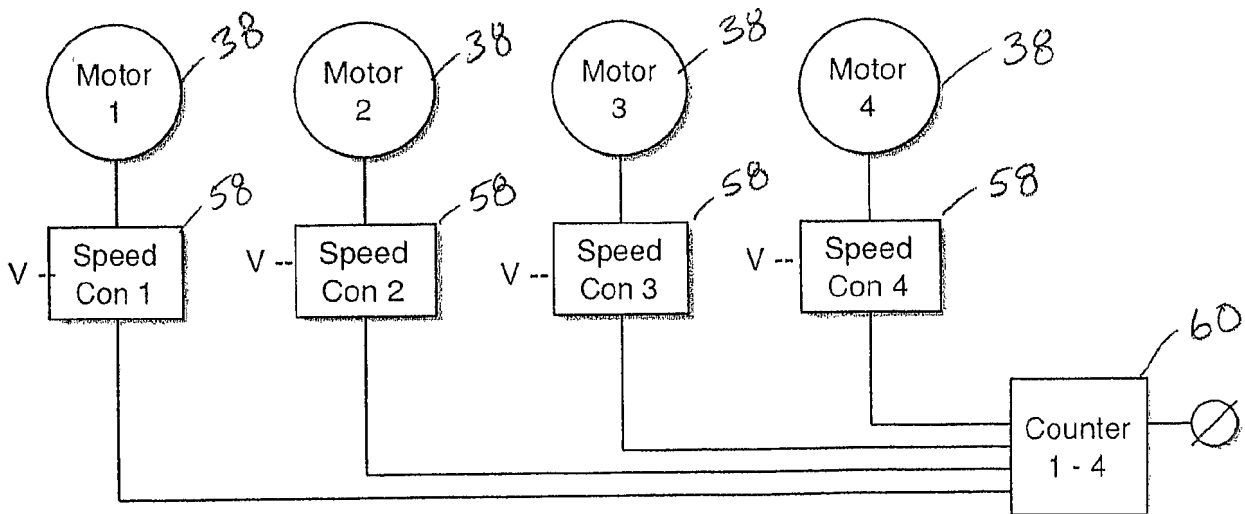 Motor 1 38
Motor 2 38
Motor 3 38
Motor 4 38
V -- Speed Con 1 58
V -- Speed Con 2 58
V -- Speed Con 3 58
V -- Speed Con 4 58
Counter 1 - 4 60